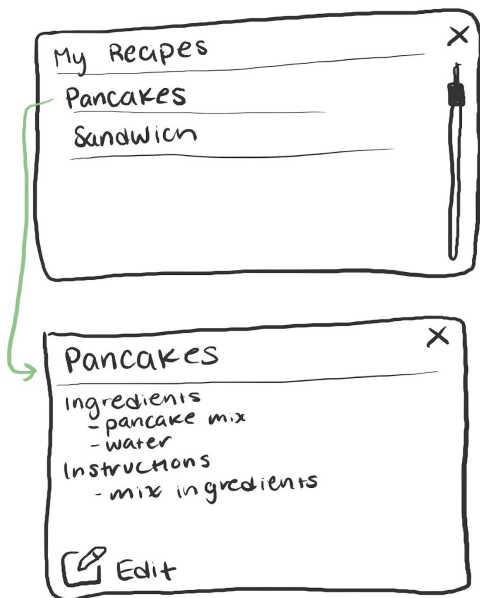 My Recipes X
Pancakes
Sandwich
Pancakes X
Ingredients
- pancake mix
- water
Instructions
- mix ingredients
Edit